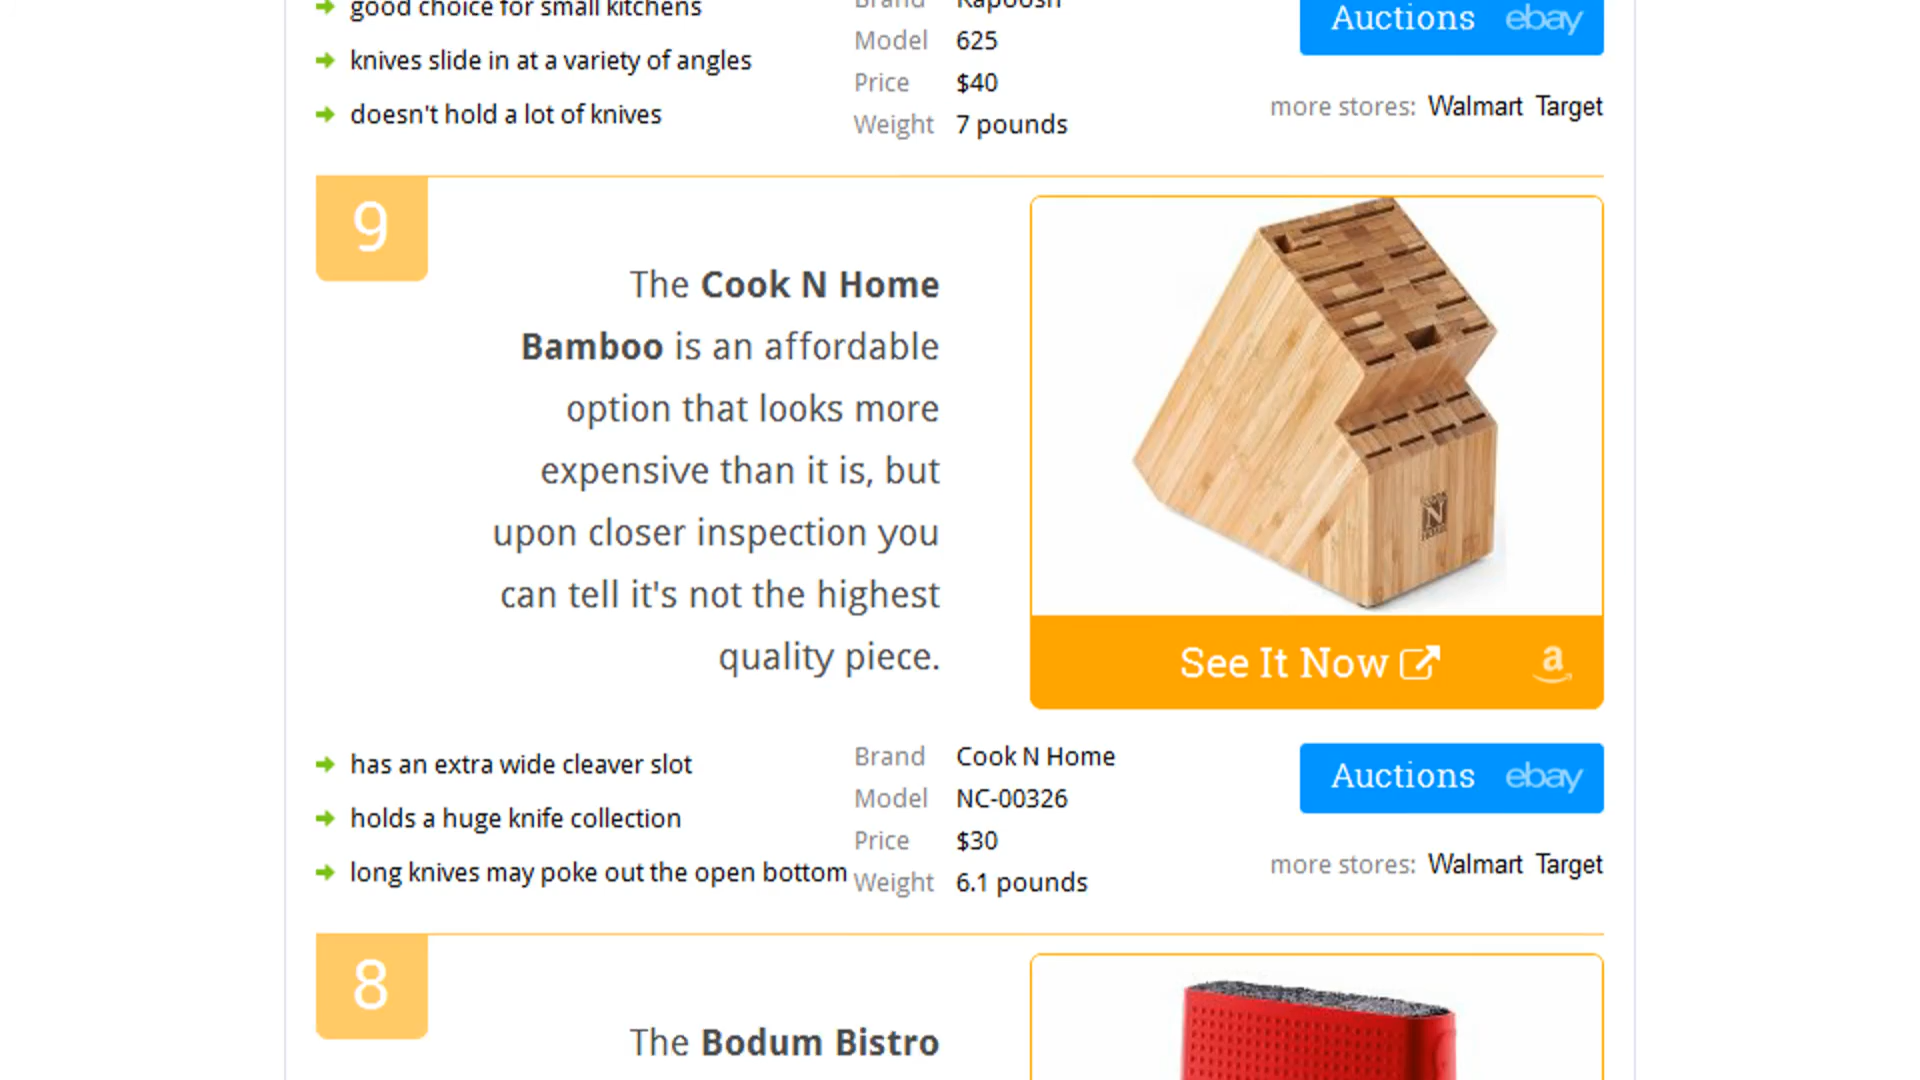 good choice for small kitchens
knives slide in at a variety of angles
doesn't hold a lot of knives
Brand Kapoosh
Model 625
Price $40
Weight 7 pounds
Auctions ebay
more stores: Walmart Target
9
The Cook N Home
Bamboo is an affordable
option that looks more
expensive than it is, but
upon closer inspection you
can tell it's not the highest
quality piece.
N
See It Now a
has an extra wide cleaver slot
holds a huge knife collection
long knives may poke out the open bottom
Brand Cook N Home
Model NC-00326
Price $30
Weight 6.1 pounds
Auctions ebay
more stores: Walmart Target
8
The Bodum Bistro